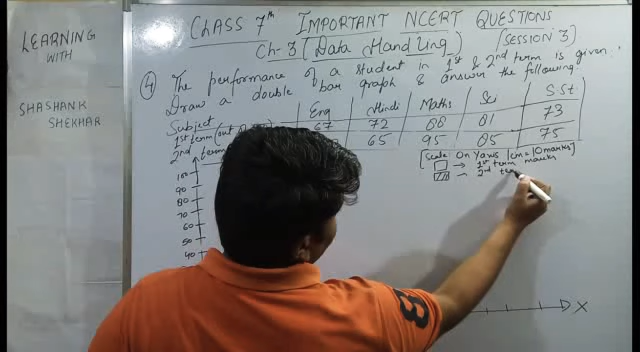 LEARNING
WITH
SHASHANK
SHEKHAR
CLASS 7th IMPORTANT NCERT QUESTIONS
Ch-3 (Data Handling) (SESSION 3)
4 The performance of a student in 1st & 2nd term is given.
Draw a double bar graph & answer the following.
Subject Eng Hindi Maths Sci S.St.
1st term (out of 67 72 88 81 73
2nd term 65 95 85 75
[Scale On Y axis 1cm = 10 marks]
→ 1st term marks
2nd te
100
90
80
70
60
50
40
X
8